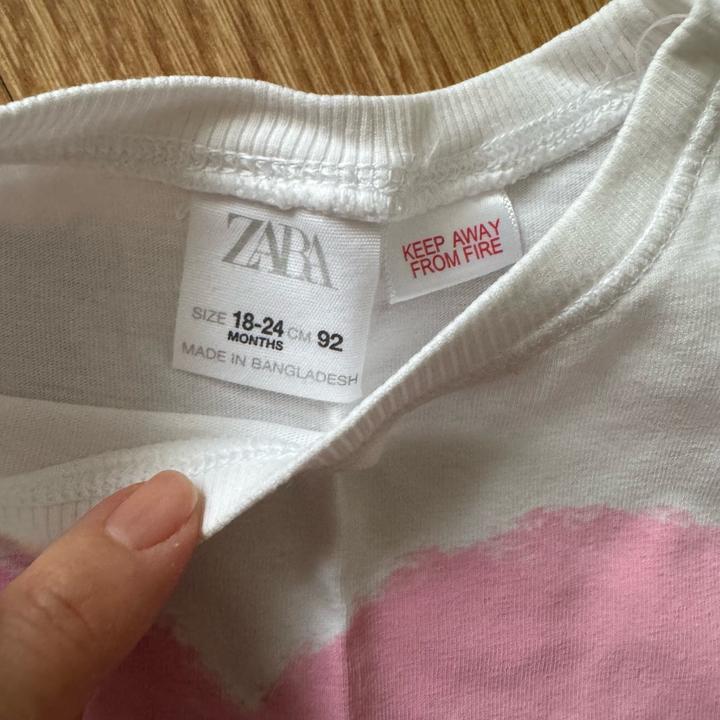 ZARA
SIZE 18-24 MONTHS CM 92
MADE IN BANGLADESH
KEEP AWAY
FROM FIRE